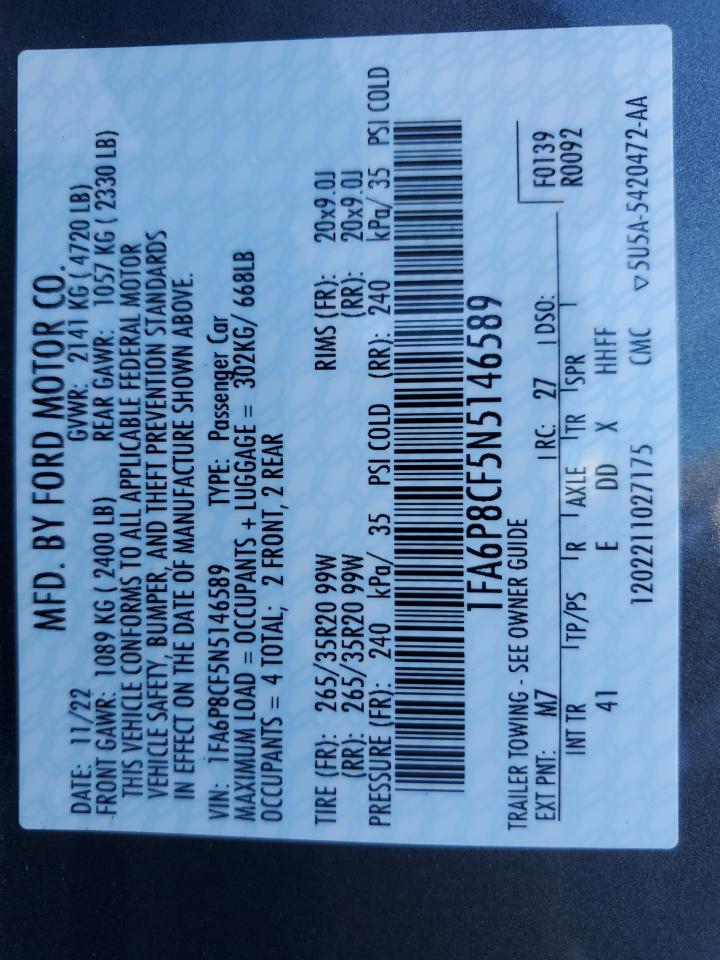 MFD. BY FORD MOTOR CO.
DATE: 11/22 GVWR: 2141 KG ( 4720 LB)
FRONT GAWR: 1089 KG ( 2400 LB) REAR GAWR: 1057 KG ( 2330 LB)
THIS VEHICLE CONFORMS TO ALL APPLICABLE FEDERAL MOTOR
VEHICLE SAFETY, BUMPER, AND THEFT PREVENTION STANDARDS
IN EFFECT ON THE DATE OF MANUFACTURE SHOWN ABOVE.
VIN: 1FA6P8CF5N5146589 TYPE: Passenger Car
MAXIMUM LOAD = OCCUPANTS + LUGGAGE = 302KG/ 668LB
OCCUPANTS = 4 TOTAL; 2 FRONT, 2 REAR
TIRE (FR): 265/35R20 99W RIMS (FR): 20x9.0J
(RR): 265/35R20 99W (RR): 20x9.0J
PRESSURE (FR): 240 kPa/ 35 PSI COLD (RR): 240 kPa/ 35 PSI COLD
1FA6P8CF5N5146589
TRAILER TOWING - SEE OWNER GUIDE
EXT PNT: M7 RC: 27 DSO: F0139
INT TR TP/PS R AXLE TR SPR R0092
41 E DD X HHFF
1202211027175 CMC ▽5U5A-5420472-AA